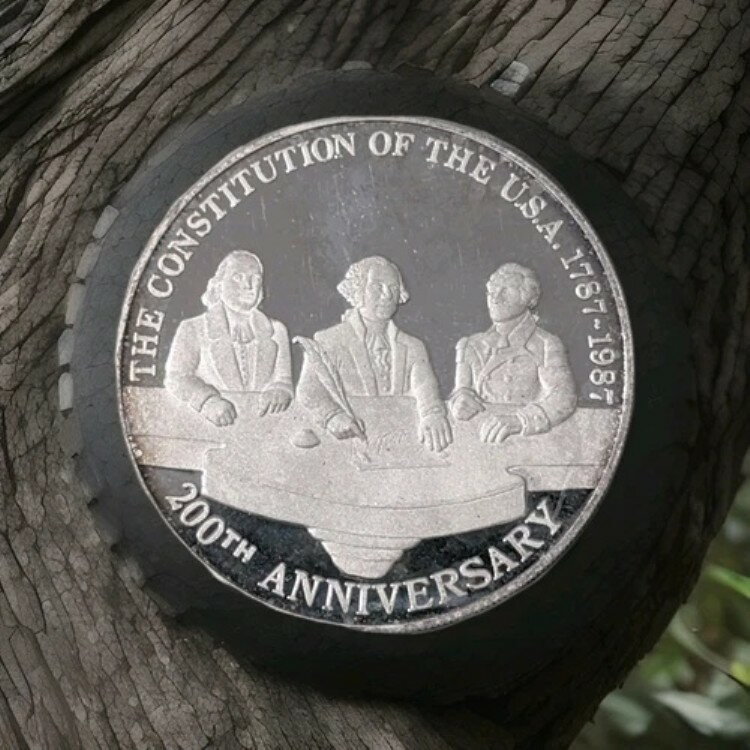 THE CONSTITUTION OF THE U.S.A. 1787-1987
200TH ANNIVERSARY